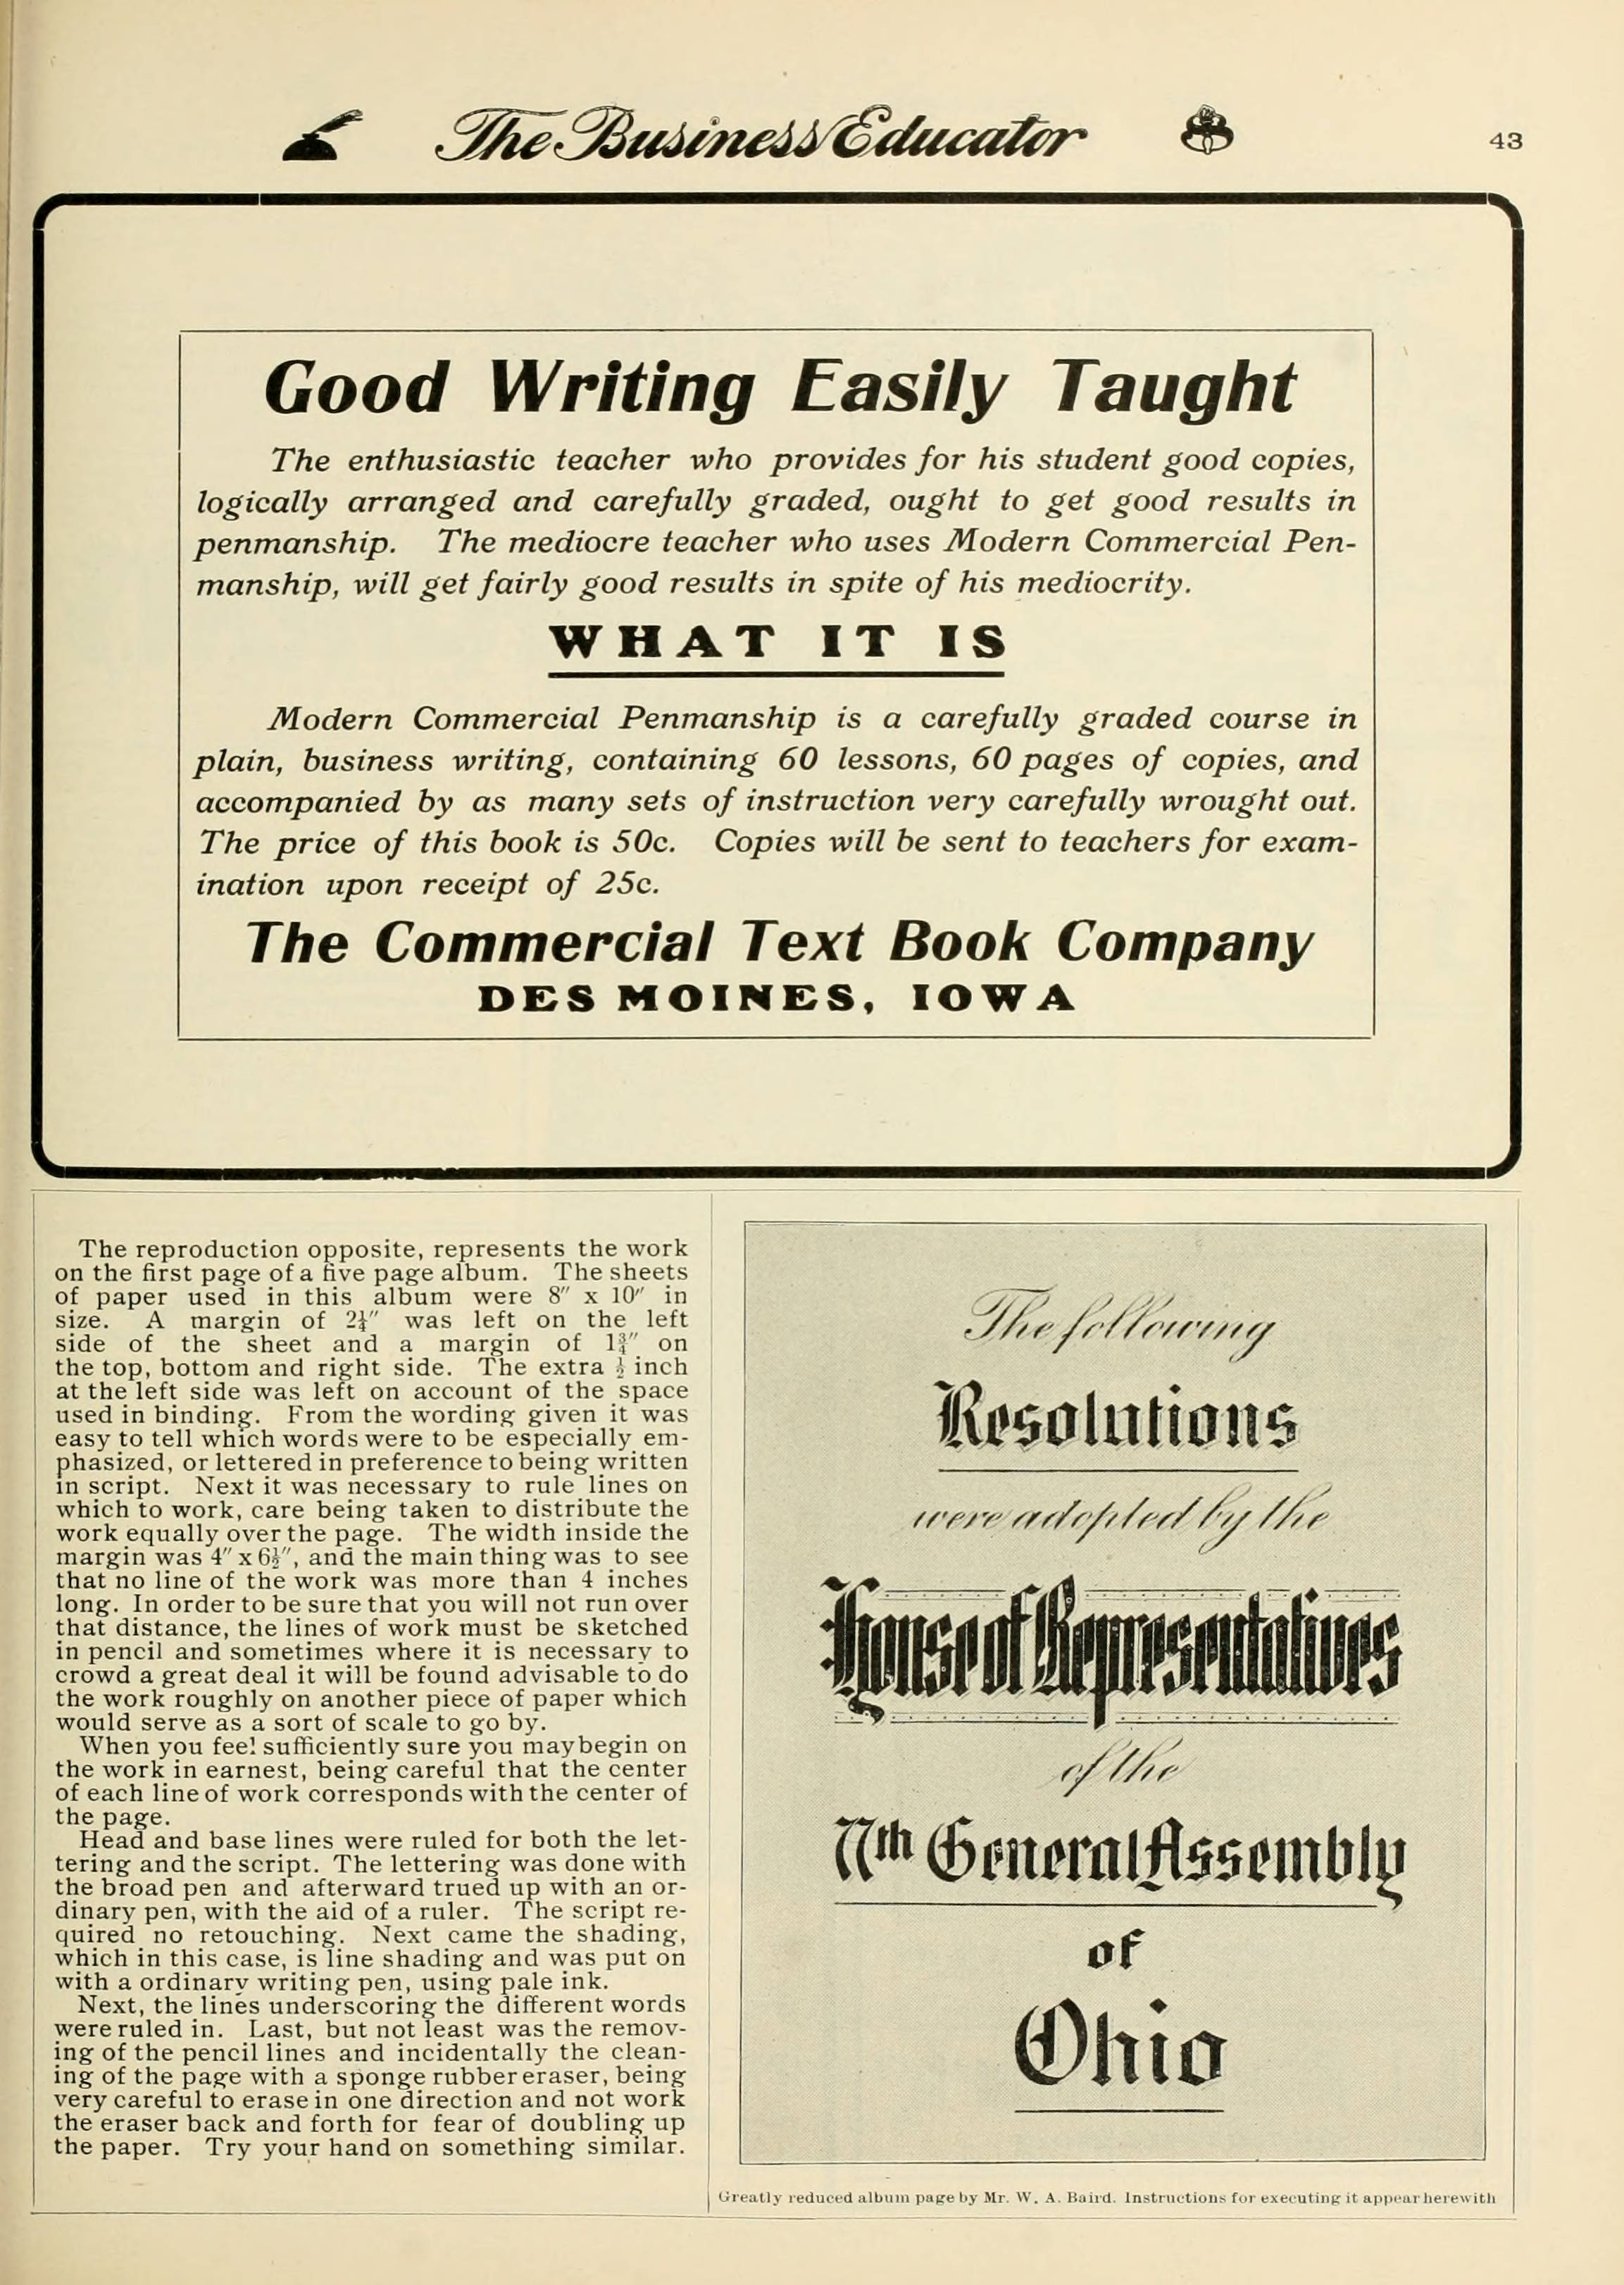 The Business Educator
43
Good Writing Easily Taught
The enthusiastic teacher who provides for his student good copies,
logically arranged and carefully graded, ought to get good results in
penmanship. The mediocre teacher who uses Modern Commercial Pen-
manship, will get fairly good results in spite of his mediocrity.
WHAT IT IS
Modern Commercial Penmanship is a carefully graded course in
plain, business writing, containing 60 lessons, 60 pages of copies, and
accompanied by as many sets of instruction very carefully wrought out.
The price of this book is 50c. Copies will be sent to teachers for exam-
ination upon receipt of 25c.
The Commercial Text Book Company
DES MOINES, IOWA
The reproduction opposite, represents the work
on the first page of a five page album. The sheets
of paper used in this album were 8" x 10" in
size. A margin of 2¼" was left on the left
side of the sheet and a margin of 1¾" on
the top, bottom and right side. The extra ½ inch
at the left side was left on account of the space
used in binding. From the wording given it was
easy to tell which words were to be especially em-
phasized, or lettered in preference to being written
in script. Next it was necessary to rule lines on
which to work, care being taken to distribute the
work equally over the page. The width inside the
margin was 4" x 6½", and the main thing was to see
that no line of the work was more than 4 inches
long. In order to be sure that you will not run over
that distance, the lines of work must be sketched
in pencil and sometimes where it is necessary to
crowd a great deal it will be found advisable to do
the work roughly on another piece of paper which
would serve as a sort of scale to go by.
When you feel sufficiently sure you may begin on
the work in earnest, being careful that the center
of each line of work corresponds with the center of
the page.
Head and base lines were ruled for both the let-
tering and the script. The lettering was done with
the broad pen and afterward trued up with an or-
dinary pen, with the aid of a ruler. The script re-
quired no retouching. Next came the shading,
which in this case, is line shading and was put on
with a ordinary writing pen, using pale ink.
Next, the lines underscoring the different words
were ruled in. Last, but not least was the remov-
ing of the pencil lines and incidentally the clean-
ing of the page with a sponge rubber eraser, being
very careful to erase in one direction and not work
the eraser back and forth for fear of doubling up
the paper. Try your hand on something similar.
The following
Resolutions
were adopted by the
House of Representatives
of the
77th General Assembly
of
Ohio
Greatly reduced album page by Mr. W. A. Baird. Instructions for executing it appear herewith